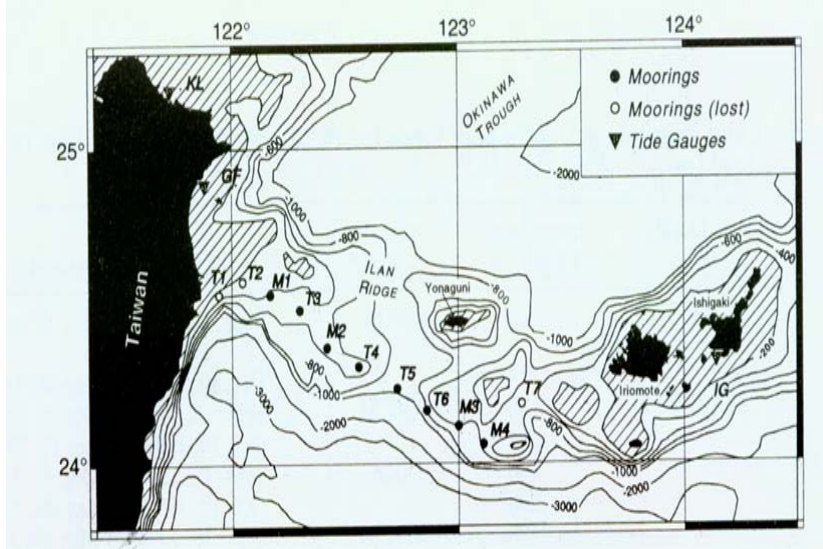 122°
123°
124°
KL
OKINAWA
TROUGH
Moorings
Moorings (lost)
Tide Gauges
25°
-600
-2000
GF
-1000
-800
-600
-400
ILAN
RIDGE
Yonaguni
-800
T1
T2
M1
T3
Ishigaki
Taiwan
-1000
M2
T4
-200
-800
-1000
T5
Iriomote
IG
T6
M3
T7
-3000
-2000
M4
-800
24°
-1000
-2000
-3000